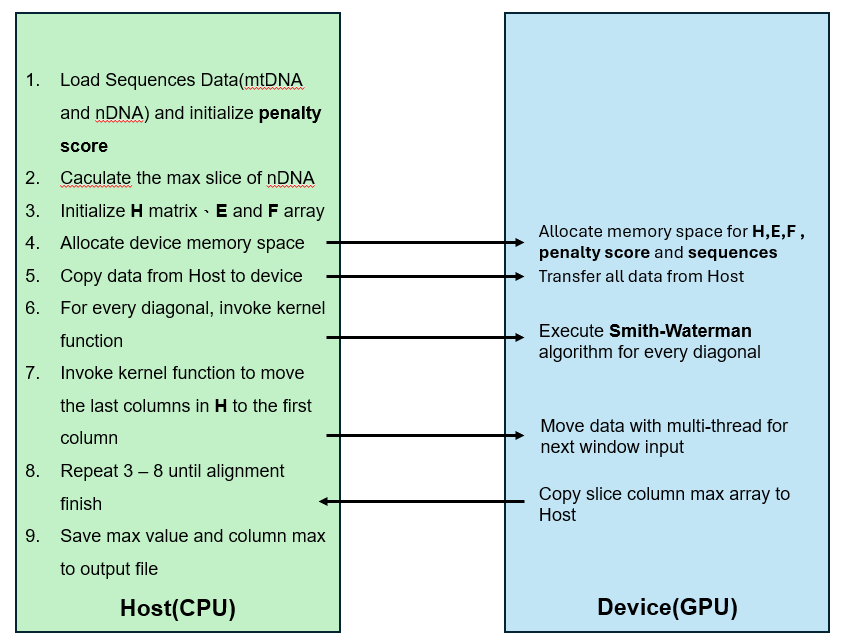 1. Load Sequences Data(mtDNA
and nDNA) and initialize penalty
score
2. Caculate the max slice of nDNA
3. Initialize H matrix、E and F array
4. Allocate device memory space
5. Copy data from Host to device
6. For every diagonal, invoke kernel
function
7. Invoke kernel function to move
the last columns in H to the first
column
8. Repeat 3 – 8 until alignment
finish
9. Save max value and column max
to output file
Host(CPU)
Allocate memory space for H,E,F ,
penalty score and sequences
Transfer all data from Host
Execute Smith-Waterman
algorithm for every diagonal
Move data with multi-thread for
next window input
Copy slice column max array to
Host
Device(GPU)